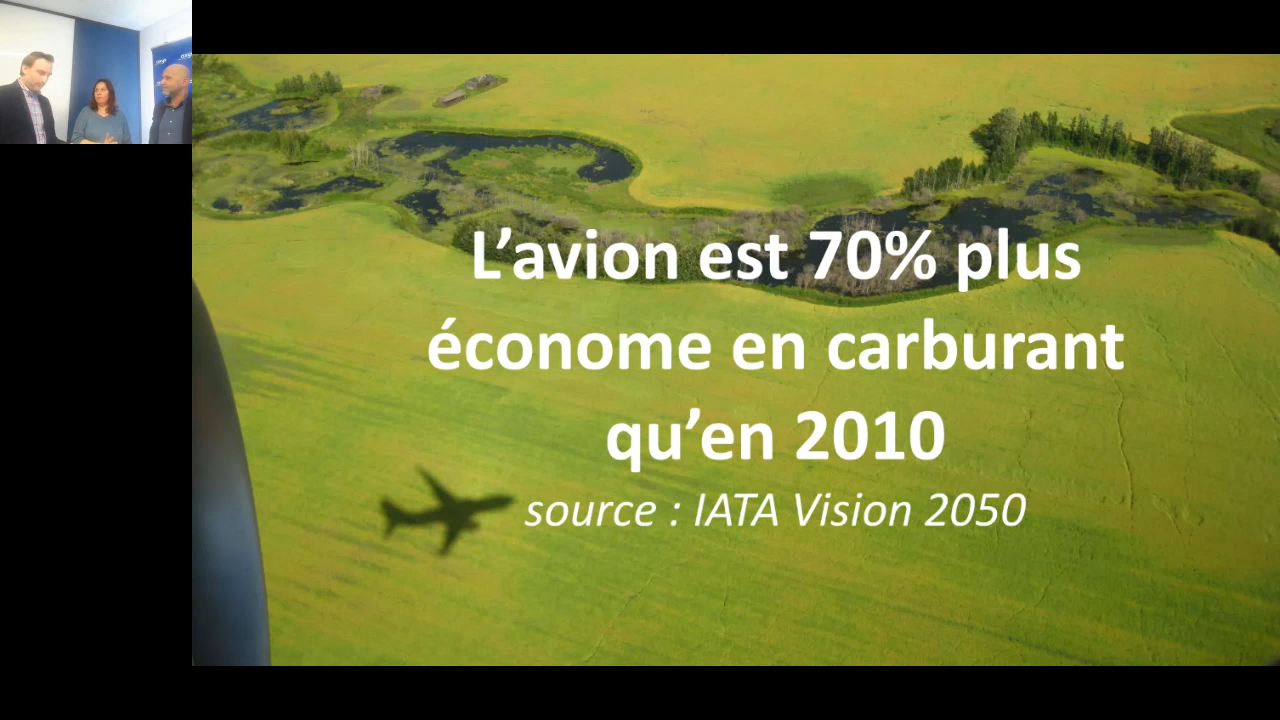 L’avion est 70% plus
économe en carburant
qu’en 2010
source : IATA Vision 2050